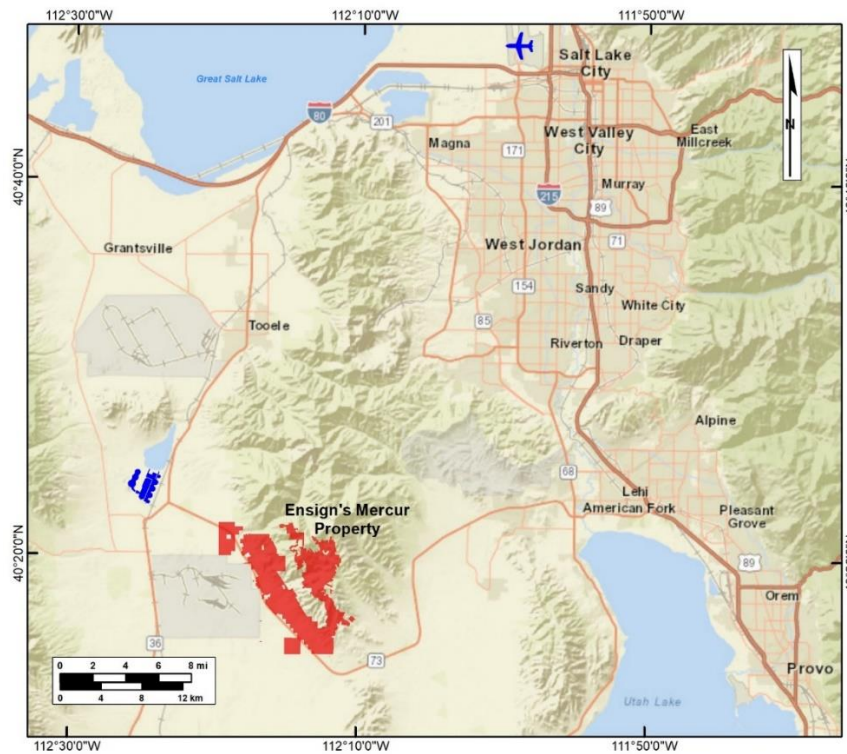 112°30'0"W
112°10'0"W
111°50'0"W
Salt Lake
City
Great Salt Lake
80
201
West Valley
City
East
Millcreek
N
Magna
171
40°40'0"N
Murray
215
89
Grantsville
West Jordan
71
154
Sandy
White City
Tooele
85
Riverton
Draper
Alpine
68
Lehi
American Fork
Pleasant
Grove
Ensign's Mercur
Property
40°20'0"N
89
Orem
36
73
Provo
0 2 4 6 8 mi
0 4 8 12 km
Utah Lake
112°30'0"W
112°10'0"W
111°50'0"W